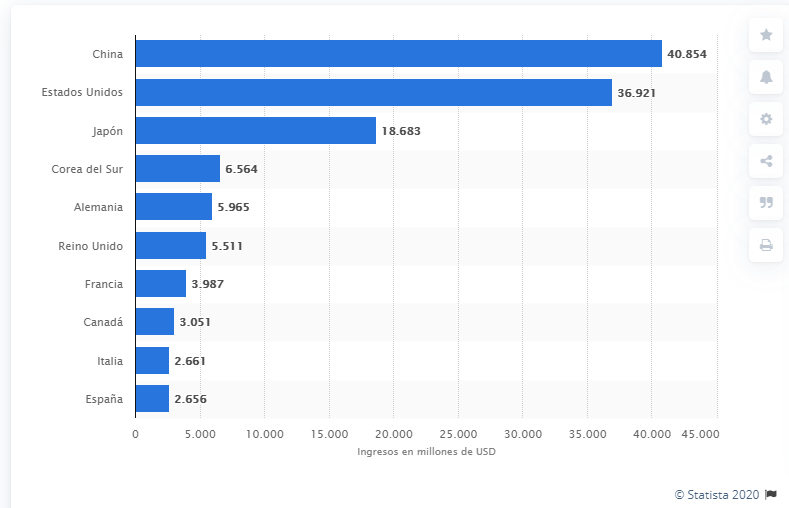 China 40.854
Estados Unidos 36.921
Japón 18.683
Corea del Sur 6.564
Alemania 5.965
Reino Unido 5.511
Francia 3.987
Canadá 3.051
Italia 2.661
España 2.656
0 5.000 10.000 15.000 20.000 25.000 30.000 35.000 40.000 45.000
Ingresos en millones de USD
© Statista 2020